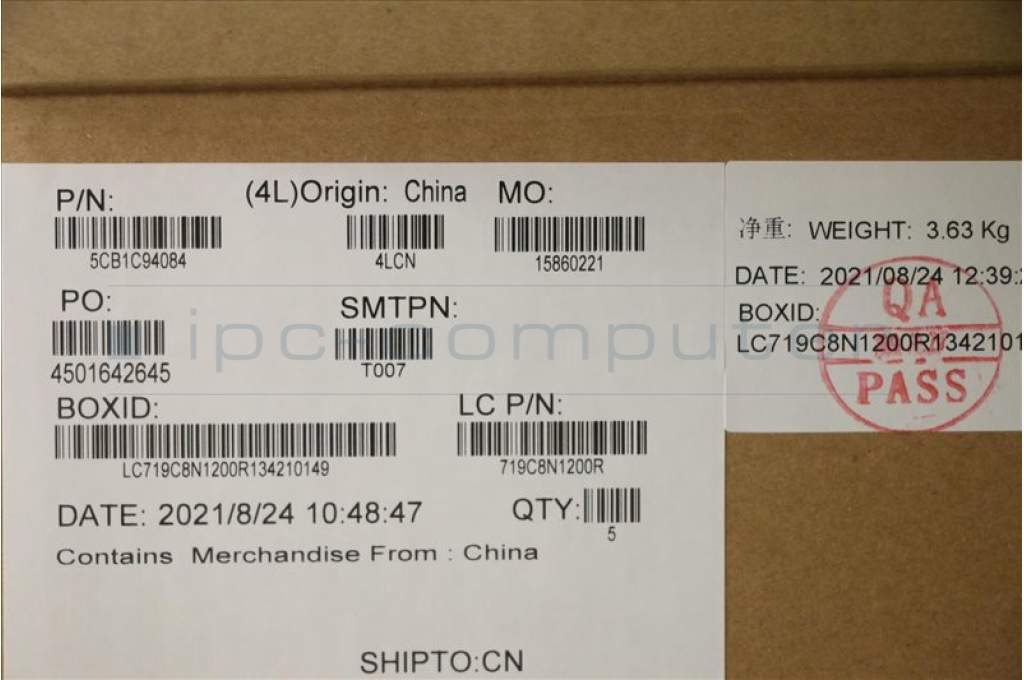 P/N:
(4L)Origin: China
MO:
5CB1C94084
4LCN
15860221
PO:
SMTPN:
4501642645
T007
BOXID:
LC P/N:
LC719C8N1200R134210149
719C8N1200R
DATE: 2021/8/24 10:48:47
QTY:
5
Contains Merchandise From : China
SHIPTO:CN
净重: WEIGHT: 3.63 Kg
DATE: 2021/08/24 12:39:
BOXID:
LC719C8N1200R1342101
QA
PASS
ipc-computer